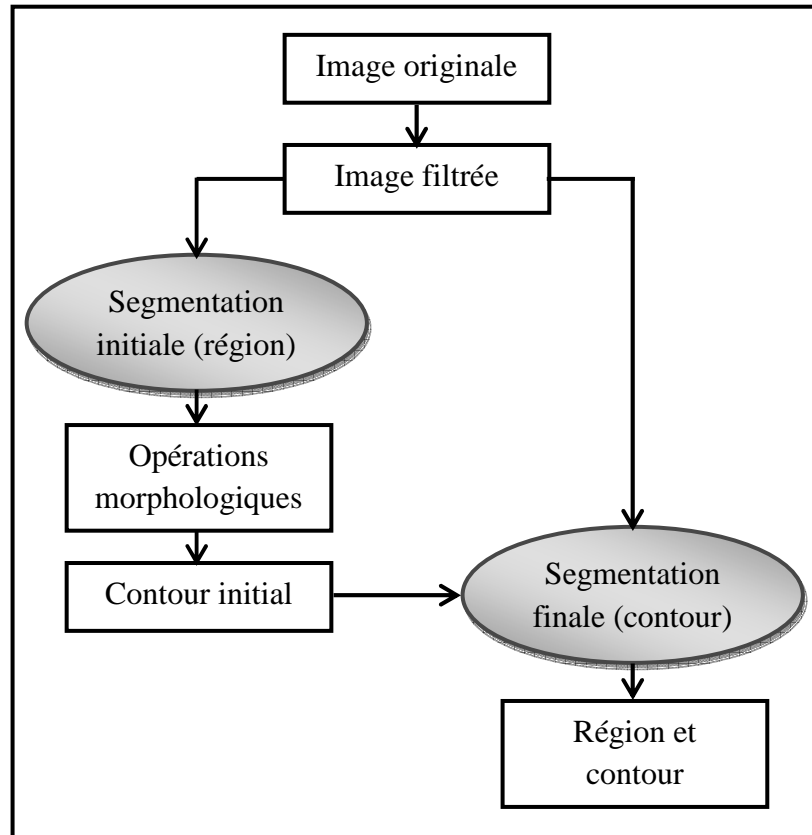 Image originale
Image filtrée
Segmentation
initiale (région)
Opérations
morphologiques
Contour initial
Segmentation
finale (contour)
Région et
contour